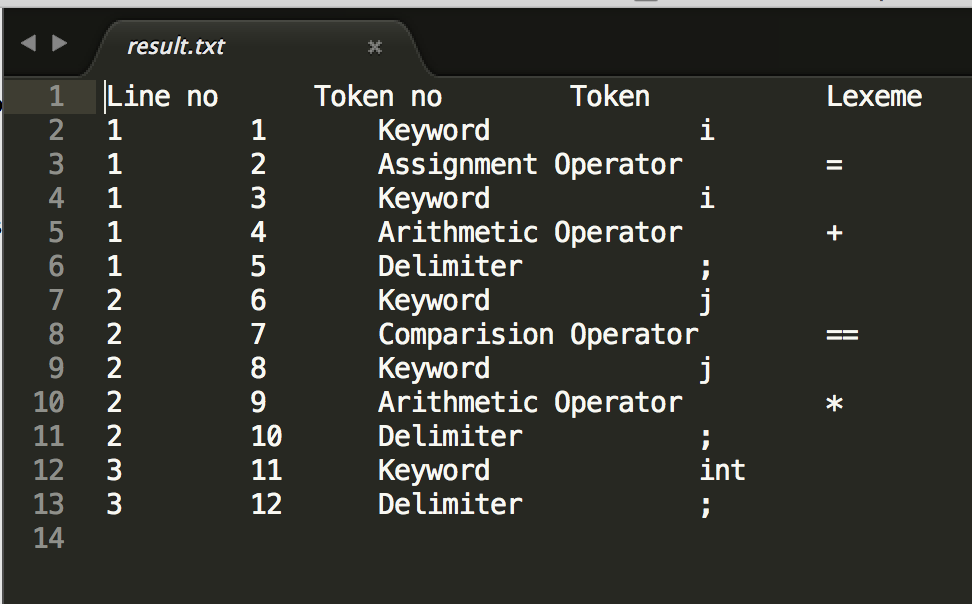 result.txt
1 Line no Token no Token Lexeme
2 1 1 Keyword i
3 1 2 Assignment Operator =
4 1 3 Keyword i
5 1 4 Arithmetic Operator +
6 1 5 Delimiter ;
7 2 6 Keyword j
8 2 7 Comparision Operator ==
9 2 8 Keyword j
10 2 9 Arithmetic Operator *
11 2 10 Delimiter ;
12 3 11 Keyword int
13 3 12 Delimiter ;
14